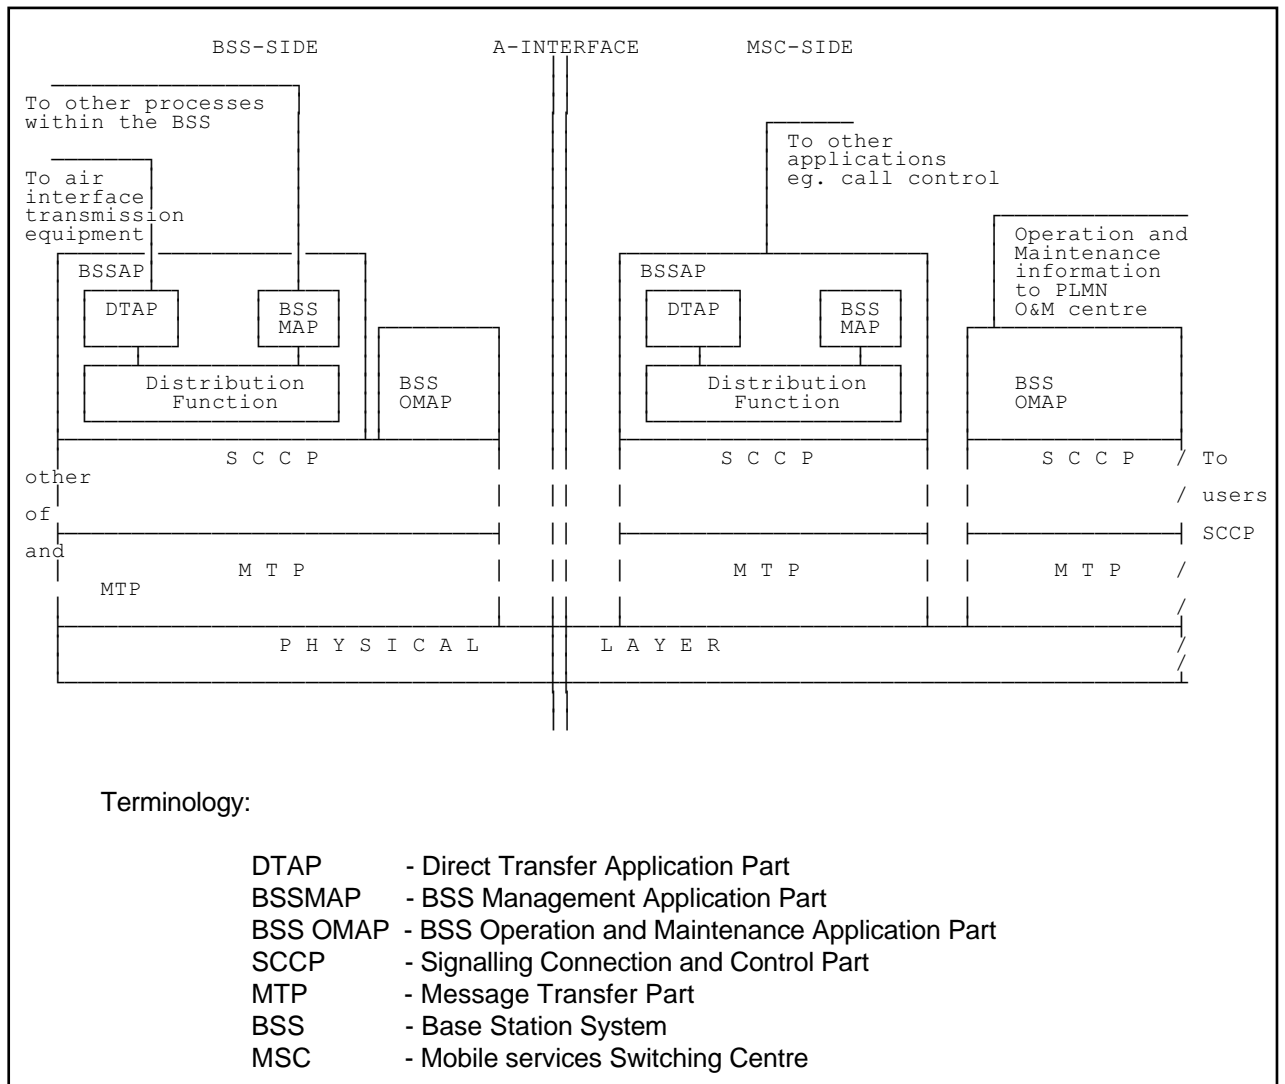 BSS-SIDE A-INTERFACE MSC-SIDE
To other processes
within the BSS
To other
applications
eg. call control
To air
interface
transmission
equipment
Operation and
Maintenance
information
to PLMN
O&M centre
BSSAP
DTAP
BSS
MAP
Distribution
Function
BSS
OMAP
BSSAP
DTAP
BSS
MAP
Distribution
Function
BSS
OMAP
S C C P S C C P S C C P / To
other
/ users
of
SCCP
and
M T P M T P M T P /
MTP
/
P H Y S I C A L L A Y E R /
/
Terminology:
DTAP - Direct Transfer Application Part
BSSMAP - BSS Management Application Part
BSS OMAP - BSS Operation and Maintenance Application Part
SCCP - Signalling Connection and Control Part
MTP - Message Transfer Part
BSS - Base Station System
MSC - Mobile services Switching Centre